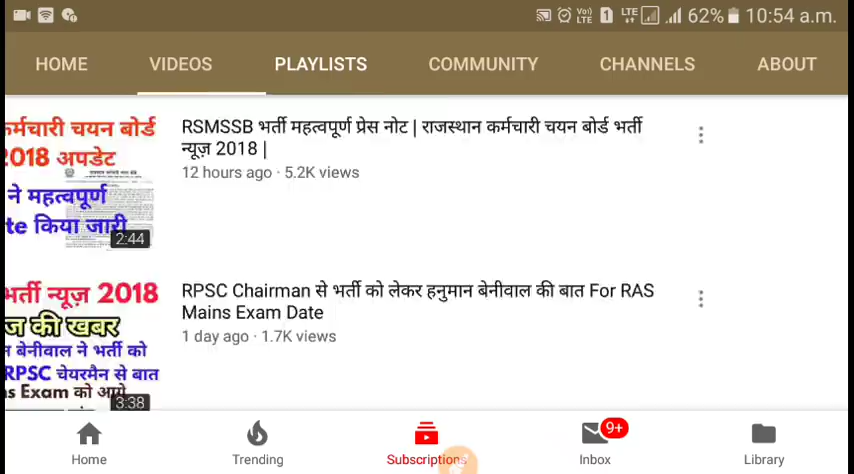 62% 10:54 a.m.
HOME VIDEOS PLAYLISTS COMMUNITY CHANNELS ABOUT
कर्मचारी चयन बोर्ड
2018 अपडेट
ने महत्वपूर्ण
te किया जारी
2:44
RSMSSB भर्ती महत्वपूर्ण प्रेस नोट | राजस्थान कर्मचारी चयन बोर्ड भर्ती
न्यूज़ 2018 |
12 hours ago · 5.2K views
भर्ती न्यूज़ 2018
ज की खबर
न बेनीवाल ने भर्ती को
RPSC चेयरमैन से बात
s Exam को आगे
3:38
RPSC Chairman से भर्ती को लेकर हनुमान बेनीवाल की बात For RAS
Mains Exam Date
1 day ago · 1.7K views
9+
Home Trending Subscriptions Inbox Library